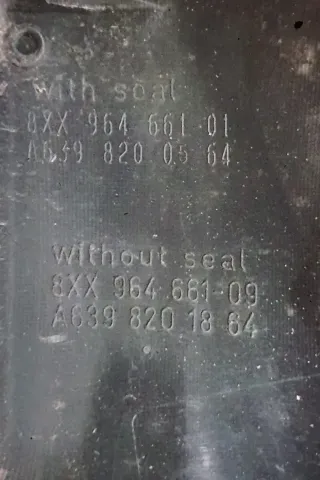 with seal
8XX 964 661 01
A639 820 05 64
without seal
8XX 964 661-09
A639 820 18 64